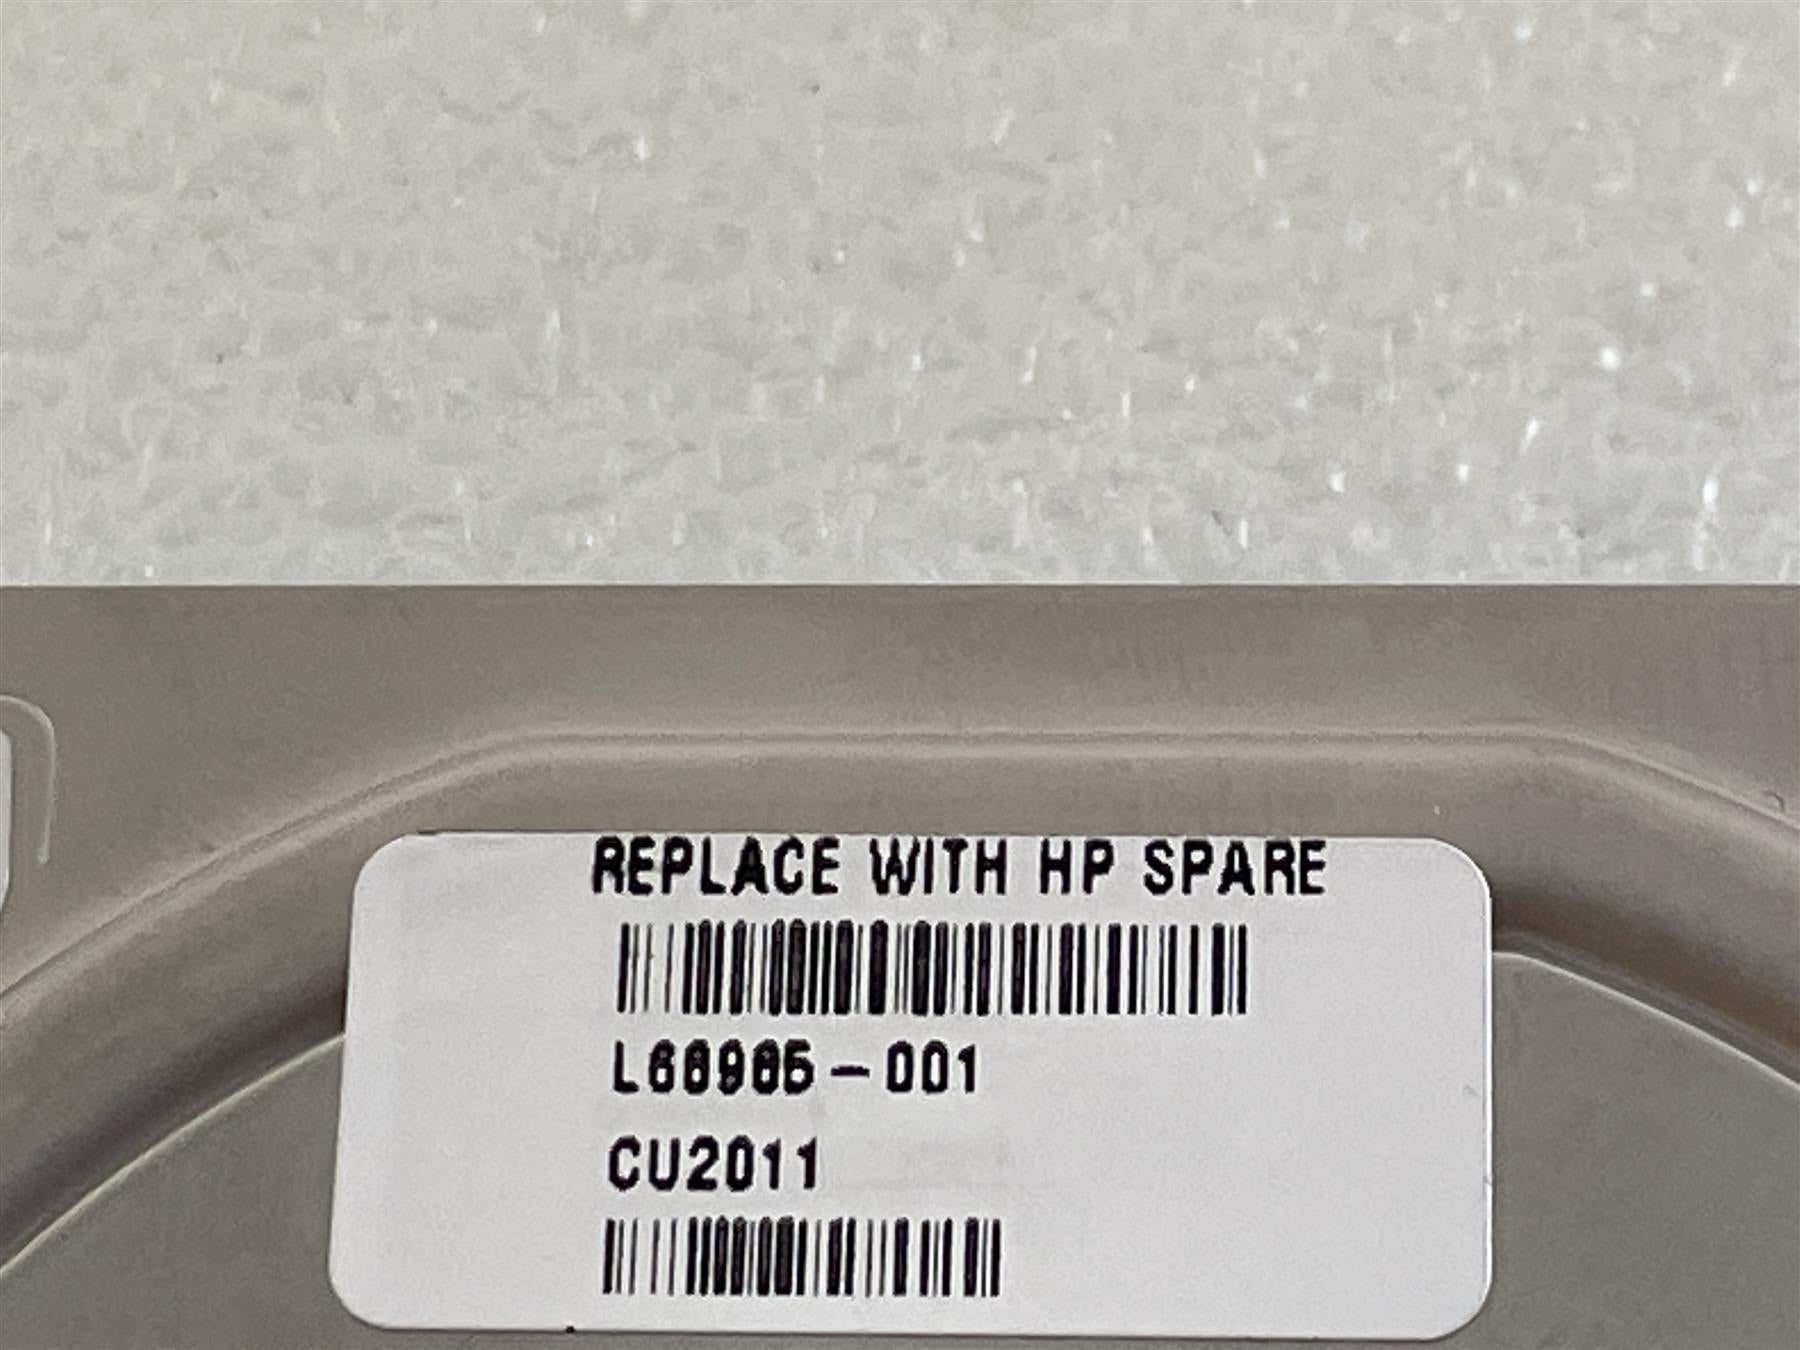 REPLACE WITH HP SPARE
L66965-001
CU2011